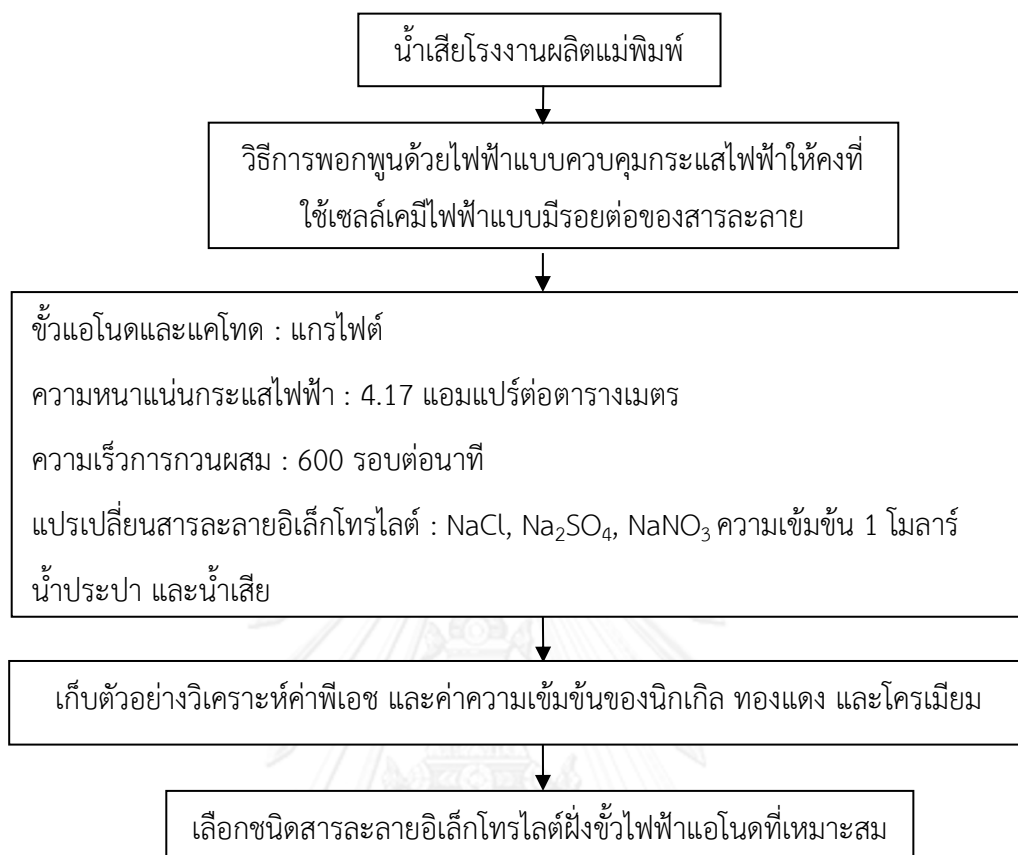 น้ำเสียโรงงานผลิตแม่พิมพ์
วิธีการพอกพูนด้วยไฟฟ้าแบบควบคุมกระแสไฟฟ้าให้คงที่
ใช้เซลล์เคมีไฟฟ้าแบบมีรอยต่อของสารละลาย
ขั้วแอโนดและแคโทด : แกรไฟต์
ความหนาแน่นกระแสไฟฟ้า : 4.17 แอมแปร์ต่อตารางเมตร
ความเร็วการกวนผสม : 600 รอบต่อนาที
แปรเปลี่ยนสารละลายอิเล็กโทรไลต์ : NaCl, Na₂SO₄, NaNO₃ ความเข้มข้น 1 โมลาร์
น้ำประปา และน้ำเสีย
เก็บตัวอย่างวิเคราะห์ค่าพีเอช และค่าความเข้มข้นของนิกเกิล ทองแดง และโครเมียม
เลือกชนิดสารละลายอิเล็กโทรไลต์ฝั่งขั้วไฟฟ้าแอโนดที่เหมาะสม